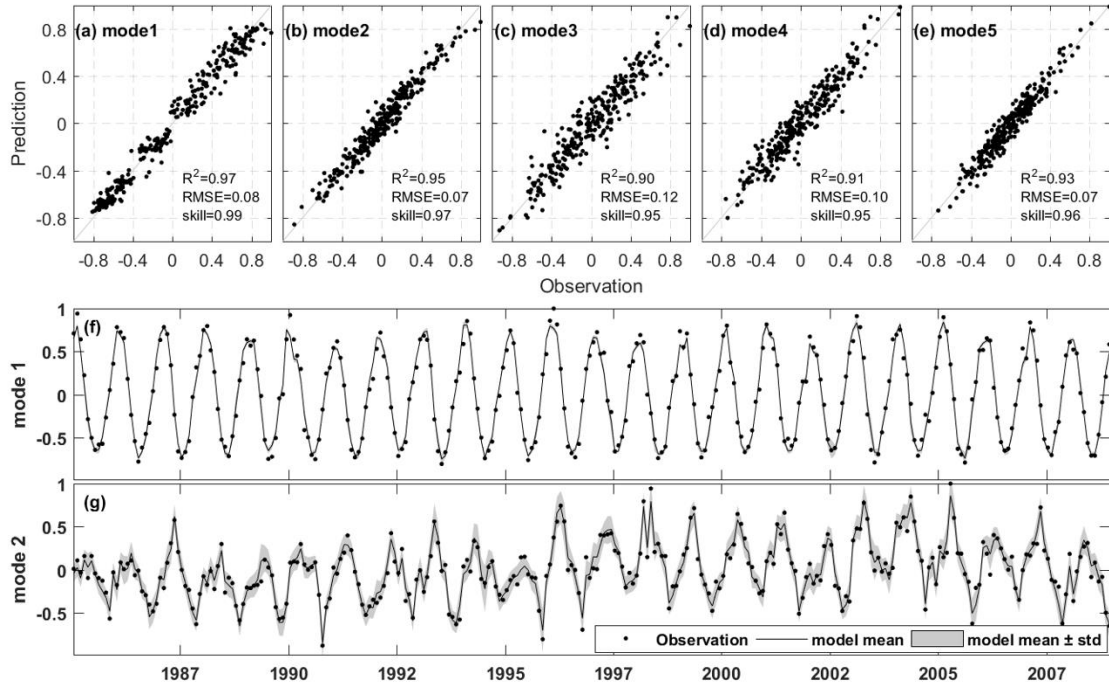 (a) mode1 (b) mode2 (c) mode3 (d) mode4 (e) mode5
0.8
0.4
0
-0.4
-0.8
Prediction
R²=0.97
RMSE=0.08
skill=0.99
R²=0.95
RMSE=0.07
skill=0.97
R²=0.90
RMSE=0.12
skill=0.95
R²=0.91
RMSE=0.10
skill=0.95
R²=0.93
RMSE=0.07
skill=0.96
-0.8 -0.4 0 0.4 0.8 -0.8 -0.4 0 0.4 0.8 -0.8 -0.4 0 0.4 0.8 -0.8 -0.4 0 0.4 0.8 -0.8 -0.4 0 0.4 0.8
Observation
(f)
mode 1
1
0.5
0
-0.5
(g)
mode 2
1
0.5
0
-0.5
Observation model mean model mean ± std
1987 1990 1992 1995 1997 2000 2002 2005 2007